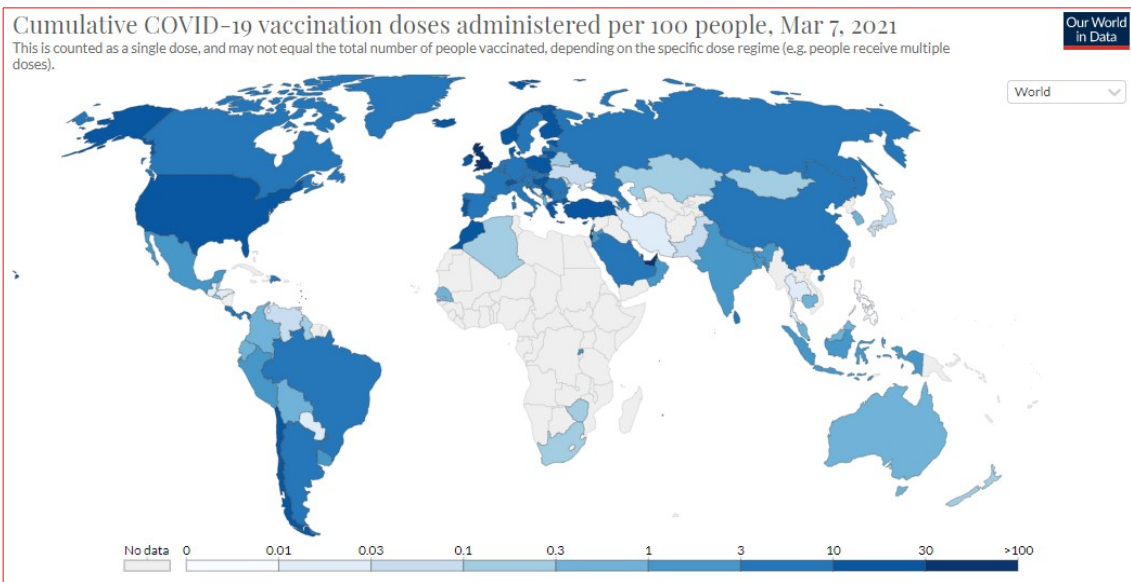 Cumulative COVID-19 vaccination doses administered per 100 people, Mar 7, 2021
This is counted as a single dose, and may not equal the total number of people vaccinated, depending on the specific dose regime (e.g. people receive multiple
doses).
Our World
in Data
World
No data 0 0.01 0.03 0.1 0.3 1 3 10 30 >100